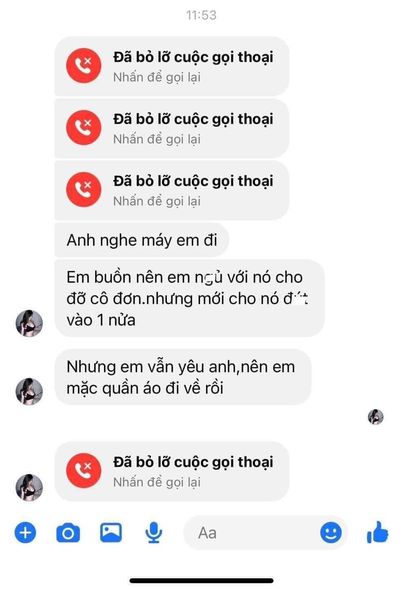 11:53
Đã bỏ lỡ cuộc gọi thoại
Nhấn để gọi lại
Đã bỏ lỡ cuộc gọi thoại
Nhấn để gọi lại
Đã bỏ lỡ cuộc gọi thoại
Nhấn để gọi lại
Anh nghe máy em đi
Em buồn nên em ngủ với nó cho
đỡ cô đơn.nhưng mới cho nó đút
vào 1 nửa
Nhưng em vẫn yêu anh,nên em
mặc quần áo đi về rồi
Đã bỏ lỡ cuộc gọi thoại
Nhấn để gọi lại
Aa